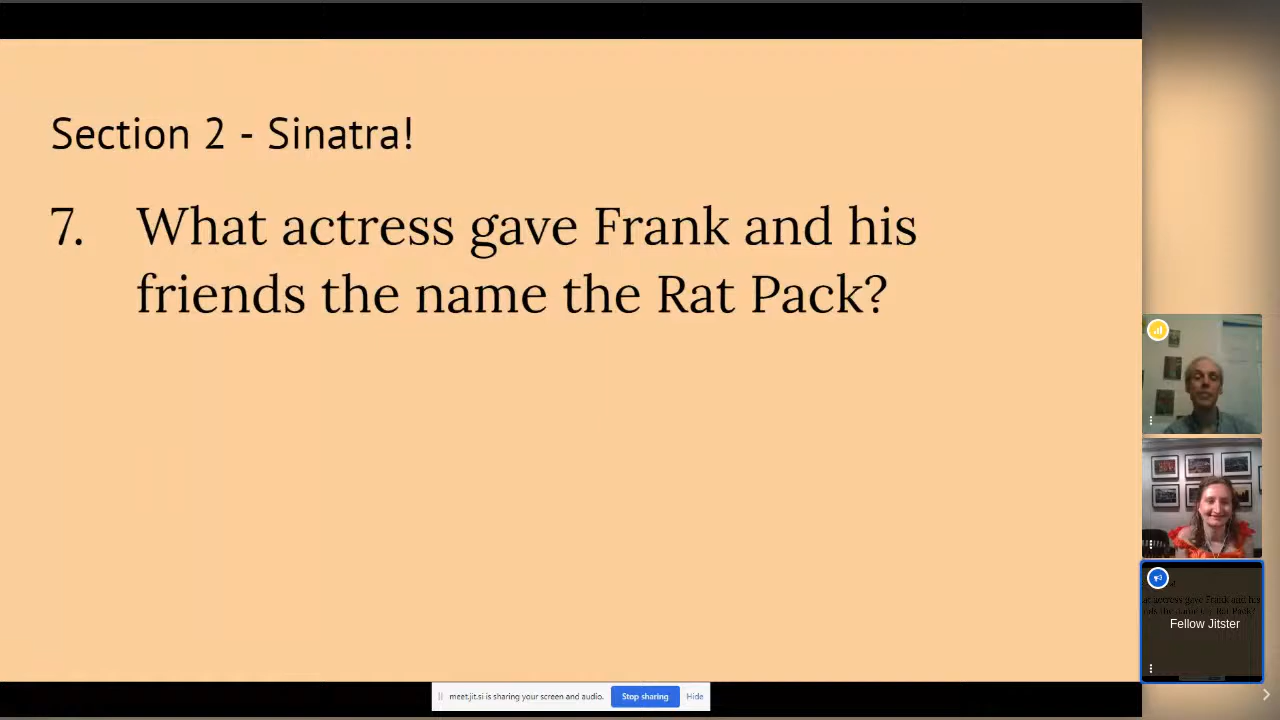 Section 2 - Sinatra!
7. What actress gave Frank and his
friends the name the Rat Pack?
Fellow Jitster
meet.jit.si is sharing your screen and audio. Stop sharing Hide